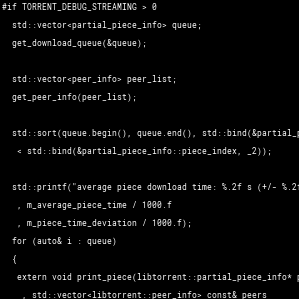 #if TORRENT_DEBUG_STREAMING > 0
std::vector<partial_piece_info> queue;
get_download_queue(&queue);
std::vector<peer_info> peer_list;
get_peer_info(peer_list);
std::sort(queue.begin(), queue.end(), std::bind(&partial_p
< std::bind(&partial_piece_info::piece_index, _2));
std::printf("average piece download time: %.2f s (+/- %.2f
, m_average_piece_time / 1000.f
, m_piece_time_deviation / 1000.f);
for (auto& i : queue)
{
extern void print_piece(libtorrent::partial_piece_info* p
, std::vector<libtorrent::peer_info> const& peers